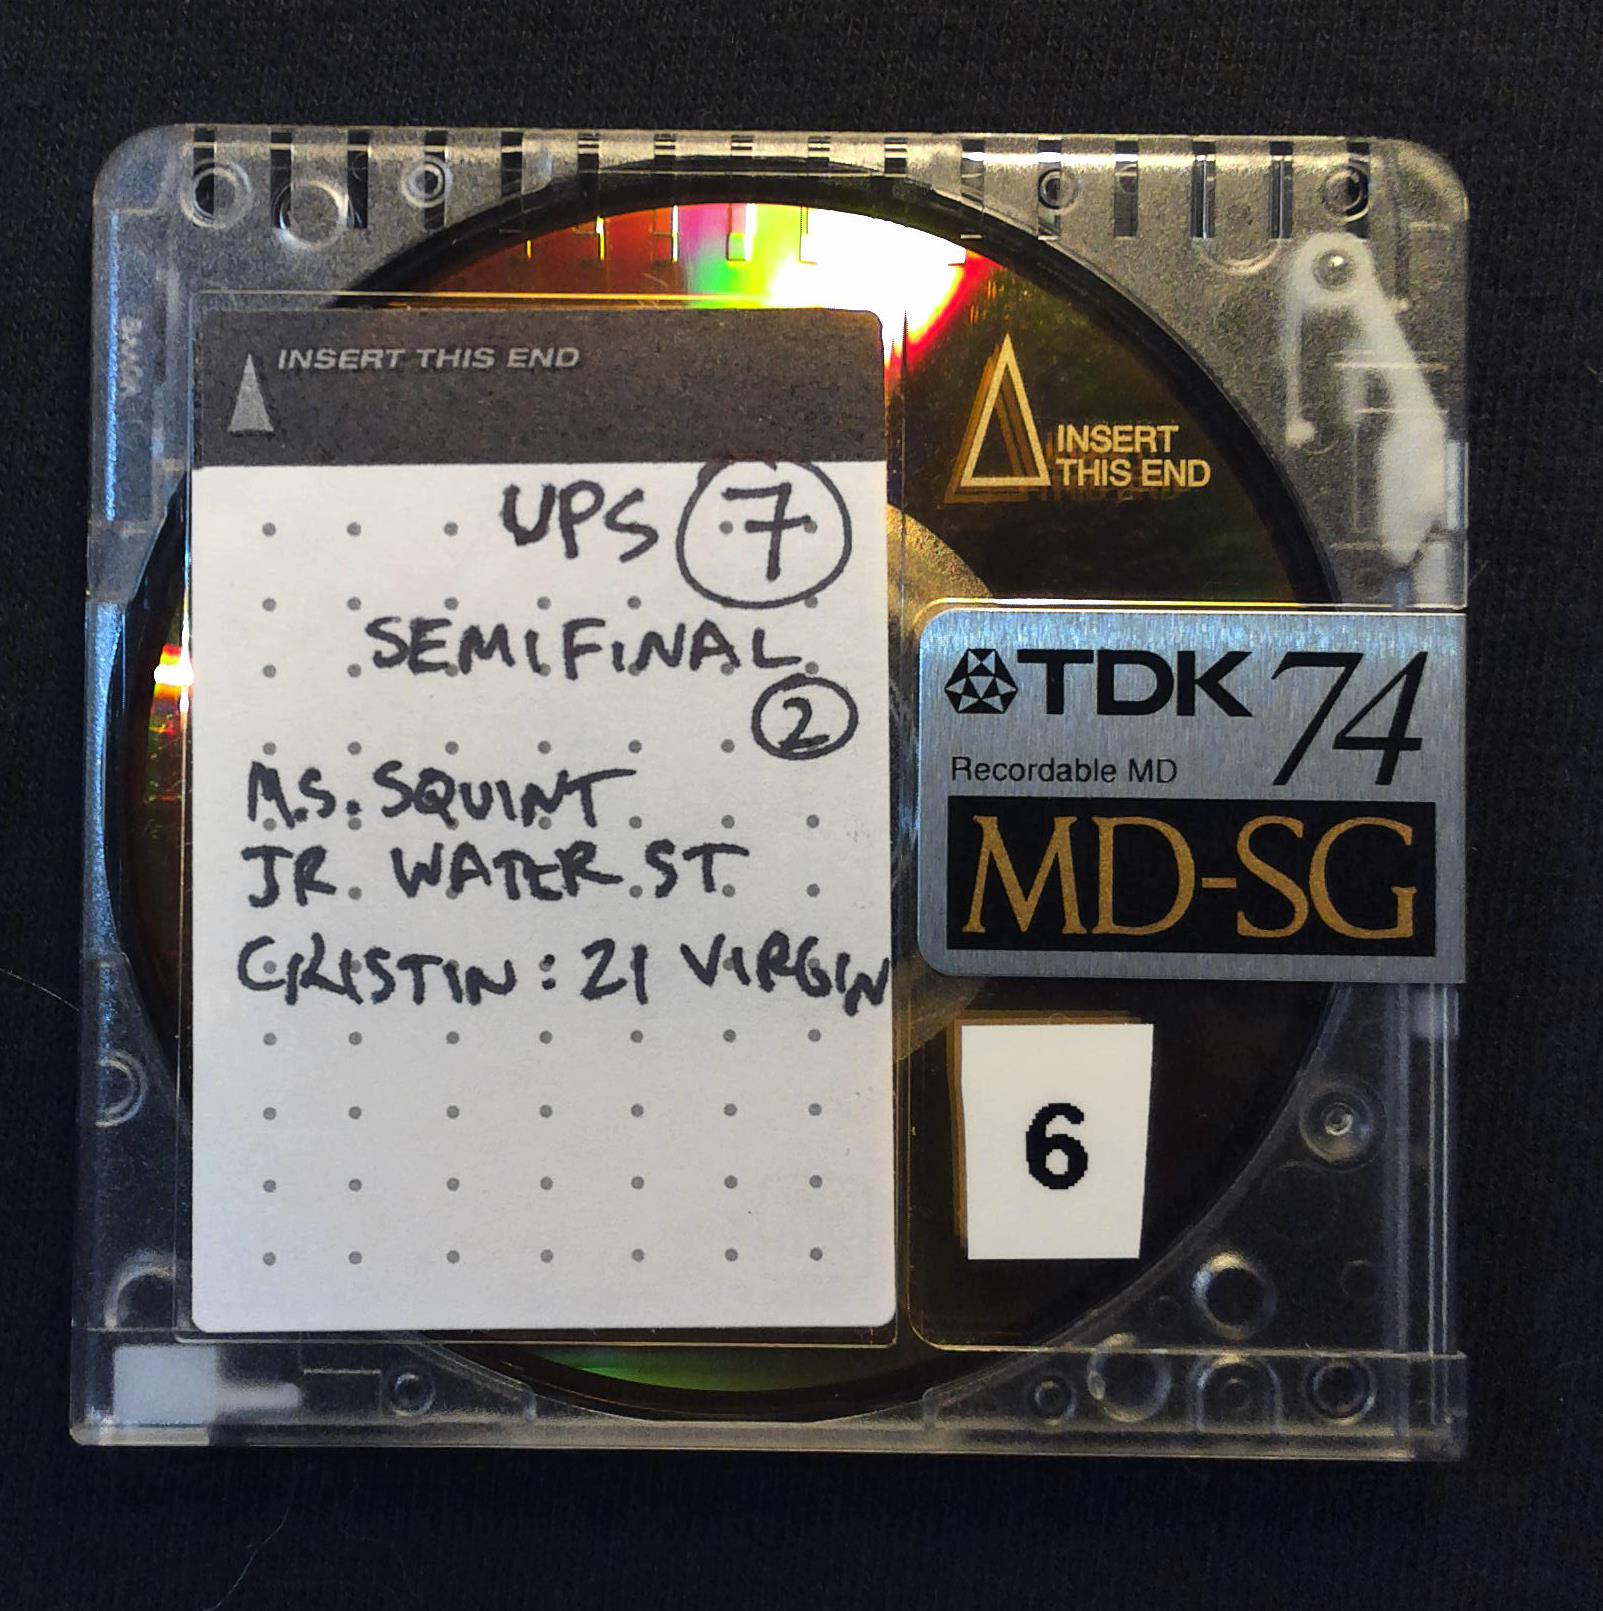 INSERT THIS END
UPS 7
SEMIFINAL
2
M.S. SQUINT
JR. WATER ST.
CRISTIN: 21 VIRGIN
INSERT
THIS END
TDK 74
Recordable MD
MD-SG
6